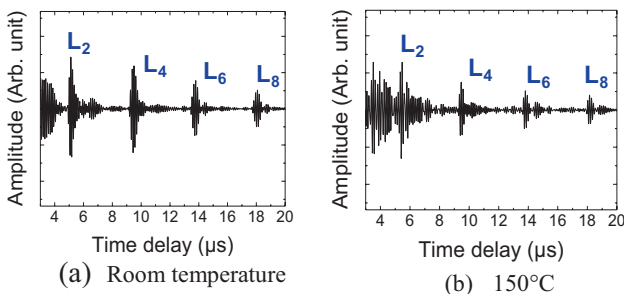 Amplitude (Arb. unit)
L2
L4
L6
L8
4 6 8 10 12 14 16 18 20
Time delay (μs)
(a) Room temperature
Amplitude (Arb. unit)
L2
L4
L6
L8
4 6 8 10 12 14 16 18 20
Time delay (μs)
(b) 150°C